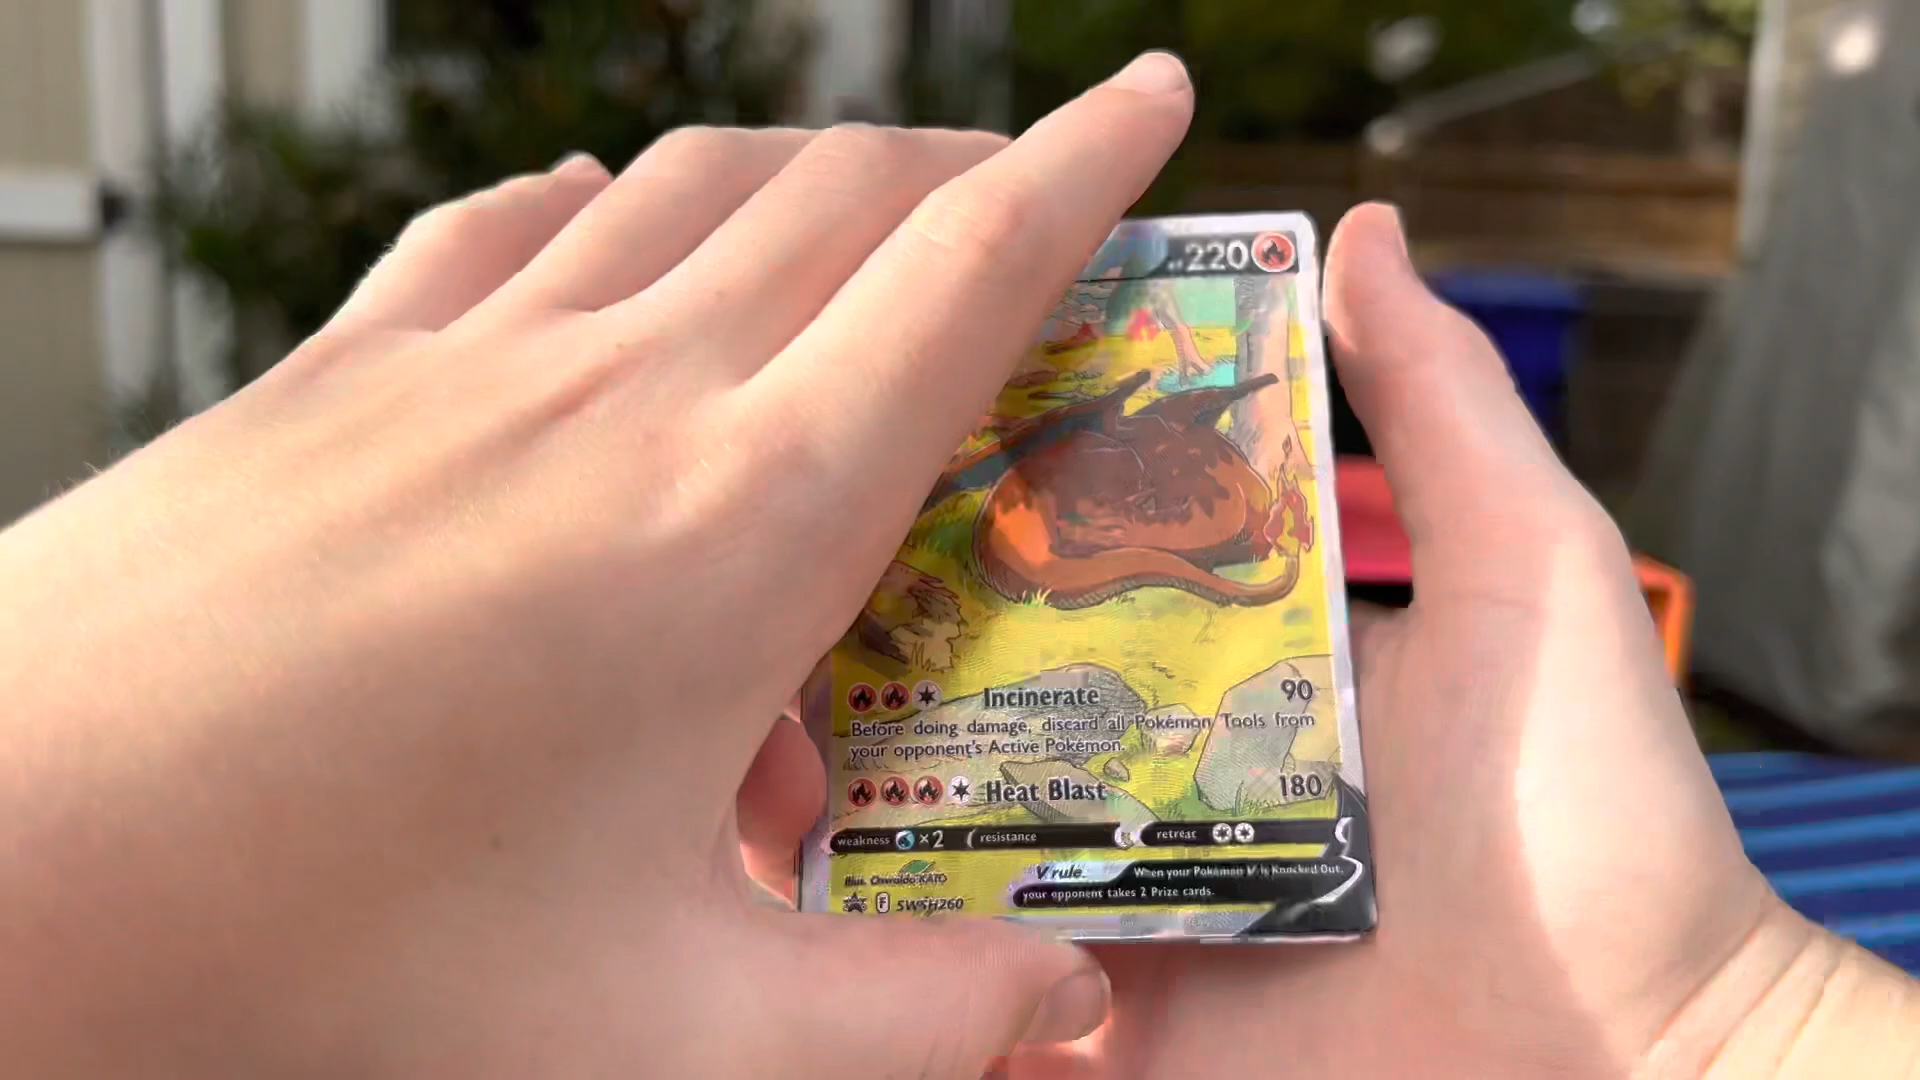 220
Incinerate 90
Before doing damage, discard all Pokémon Tools from
your opponent's Active Pokémon.
Heat Blast 180
weakness ×2 resistance retreat
Illus. Oswaldo KATO
V rule. When your Pokémon V is Knocked Out,
your opponent takes 2 Prize cards.
F SWSH260